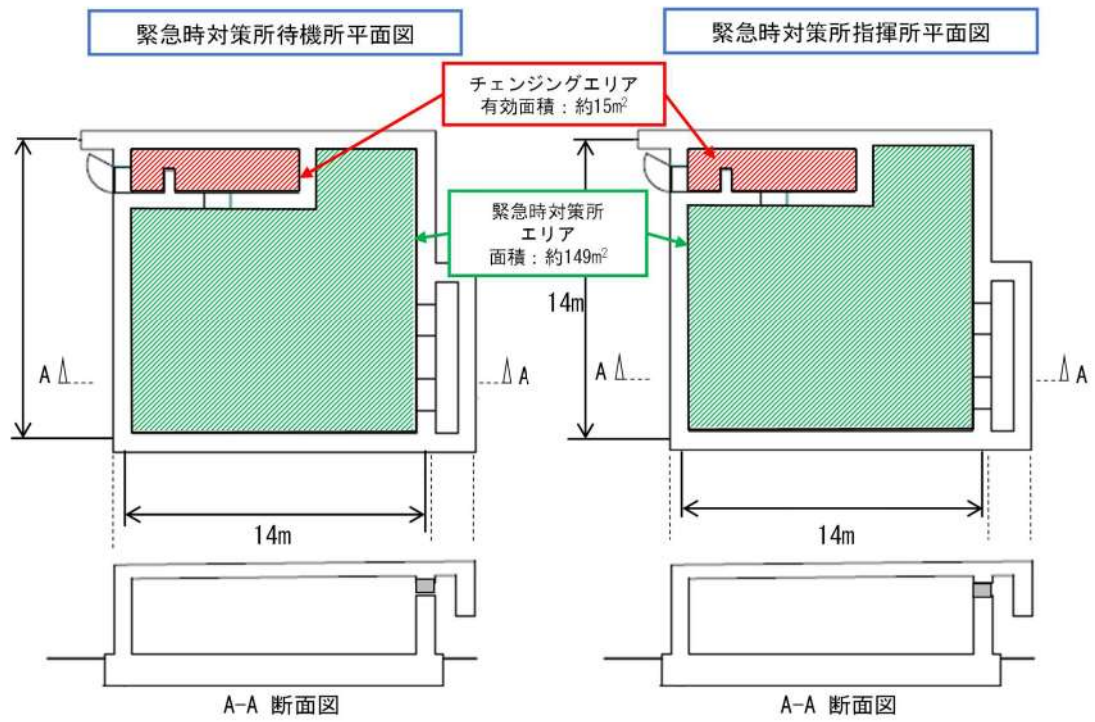 緊急時対策所待機所平面図
緊急時対策所指揮所平面図
チェンジングエリア
有効面積：約15m²
緊急時対策所
エリア
面積：約149m²
14m
A
A
A
A
14m
14m
A-A 断面図
A-A 断面図